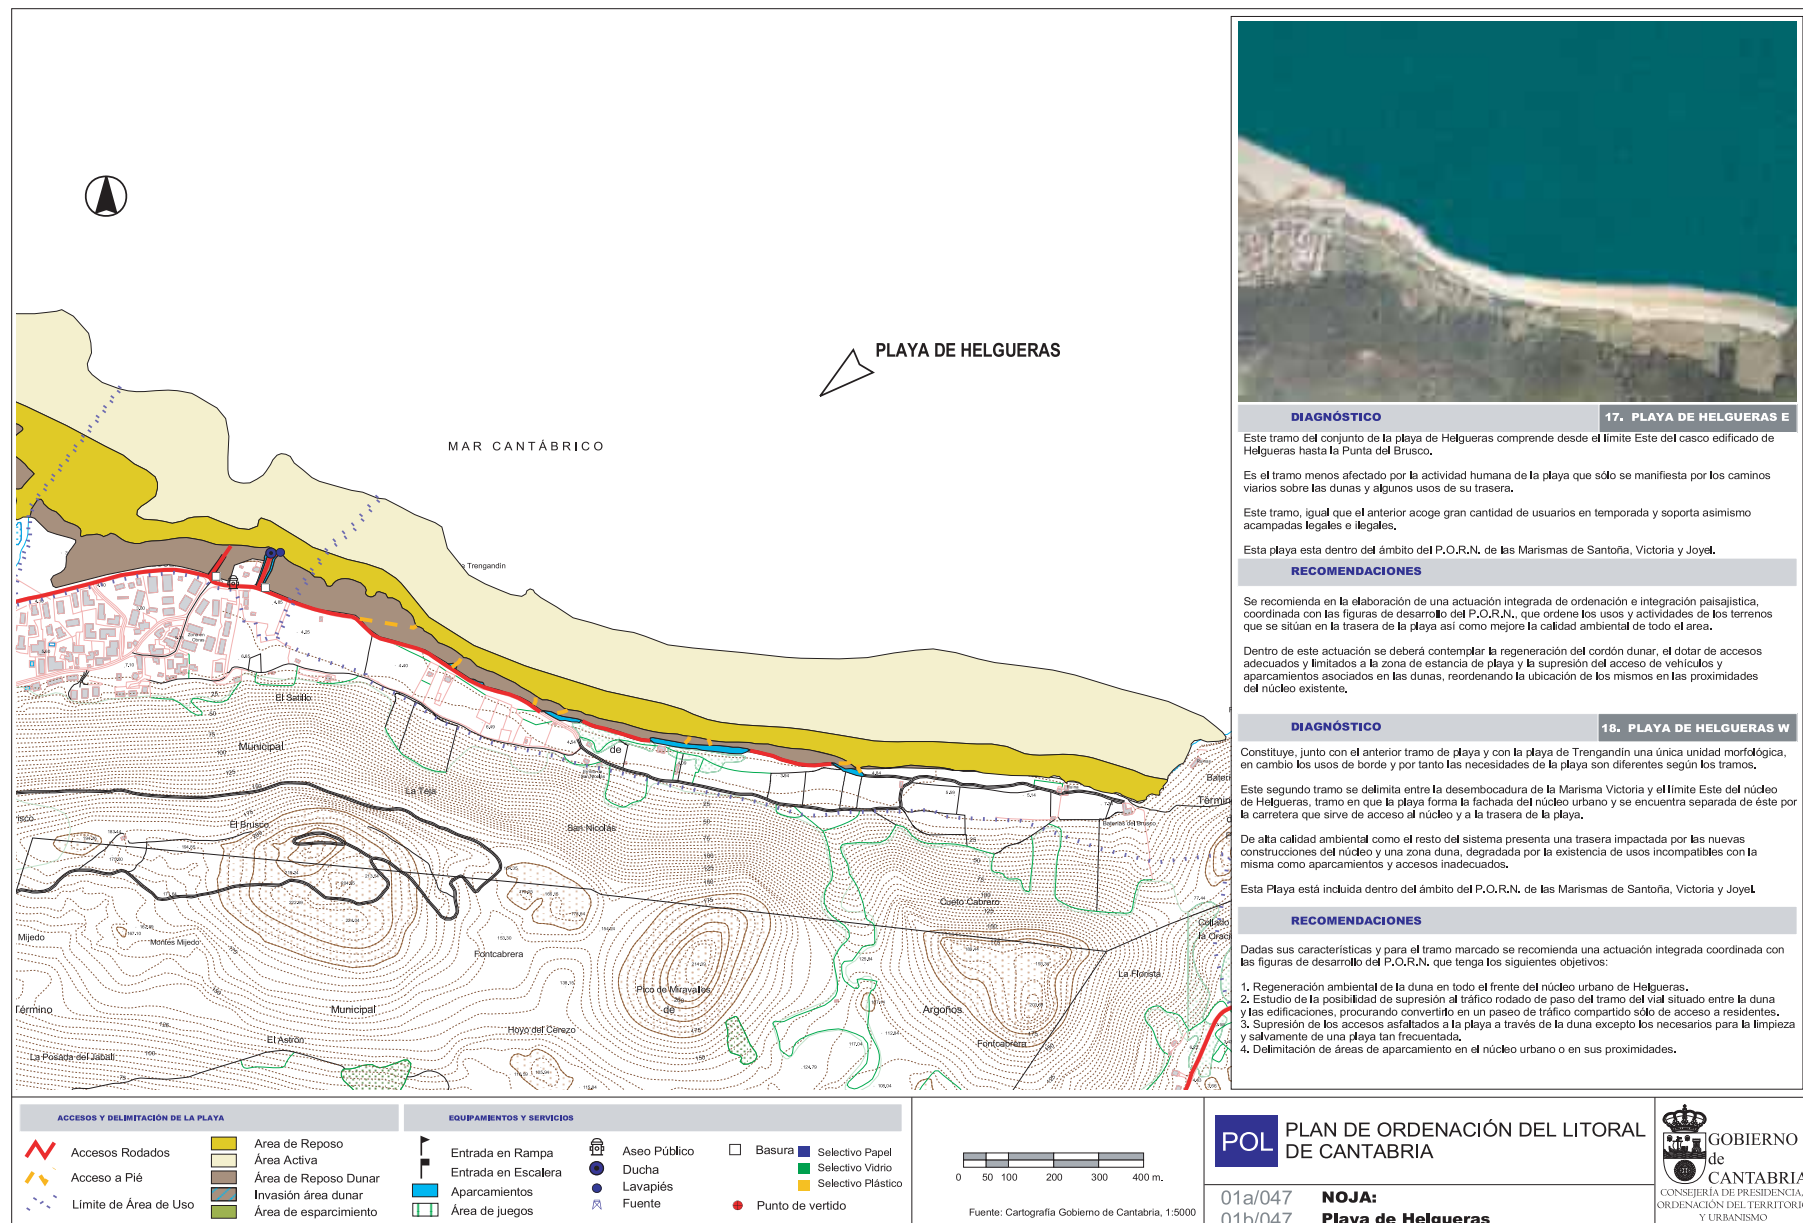 PLAYA DE HELGUERAS
MAR CANTÁBRICO
Trengandin
El Satillo
Municipal
de
La Teja
El Brusco
San Nicolás
Cueto Cabrero
Mijedo
Montes Mijedo
Fontcabrera
Pico de Miravalles
de
La Florista
Término
Municipal
Hoyo del Cerezo
Argoños
El Astrón
Fontcabrera
La Posada del Jabalí
DIAGNÓSTICO
17. PLAYA DE HELGUERAS E
Este tramo del conjunto de la playa de Helgueras comprende desde el límite Este del casco edificado de
Helgueras hasta la Punta del Brusco.
Es el tramo menos afectado por la actividad humana de la playa que sólo se manifiesta por los caminos
viarios sobre las dunas y algunos usos de su trasera.
Este tramo, igual que el anterior acoge gran cantidad de usuarios en temporada y soporta asimismo
acampadas legales e ilegales.
Esta playa esta dentro del ámbito del P.O.R.N. de las Marismas de Santoña, Victoria y Joyel.
RECOMENDACIONES
Se recomienda en la elaboración de una actuación integrada de ordenación e integración paisajistica,
coordinada con las figuras de desarrollo del P.O.R.N., que ordene los usos y actividades de los terrenos
que se sitúan en la trasera de la playa así como mejore la calidad ambiental de todo el area.
Dentro de este actuación se deberá contemplar la regeneración del cordón dunar, el dotar de accesos
adecuados y limitados a la zona de estancia de playa y la supresión del acceso de vehículos y
aparcamientos asociados en las dunas, reordenando la ubicación de los mismos en las proximidades
del núcleo existente.
DIAGNÓSTICO
18. PLAYA DE HELGUERAS W
Constituye, junto con el anterior tramo de playa y con la playa de Trengandín una única unidad morfológica,
en cambio los usos de borde y por tanto las necesidades de la playa son diferentes según los tramos.
Este segundo tramo se delimita entre la desembocadura de la Marisma Victoria y el límite Este del núcleo
de Helgueras, tramo en que la playa forma la fachada del núcleo urbano y se encuentra separada de éste por
la carretera que sirve de acceso al núcleo y a la trasera de la playa.
De alta calidad ambiental como el resto del sistema presenta una trasera impactada por las nuevas
construcciones del núcleo y una zona duna, degradada por la existencia de usos incompatibles con la
misma como aparcamientos y accesos inadecuados.
Esta Playa está incluida dentro del ámbito del P.O.R.N. de las Marismas de Santoña, Victoria y Joyel.
RECOMENDACIONES
Dadas sus características y para el tramo marcado se recomienda una actuación integrada coordinada con
las figuras de desarrollo del P.O.R.N. que tenga los siguientes objetivos:
1. Regeneración ambiental de la duna en todo el frente del núcleo urbano de Helgueras.
2. Estudio de la posibilidad de supresión al tráfico rodado de paso del tramo del vial situado entre la duna
y las edificaciones, procurando convertirlo en un paseo de tráfico compartido sólo de acceso a residentes.
3. Supresión de los accesos asfaltados a la playa a través de la duna excepto los necesarios para la limpieza
y salvamente de una playa tan frecuentada.
4. Delimitación de áreas de aparcamiento en el núcleo urbano o en sus proximidades.
ACCESOS Y DELIMITACIÓN DE LA PLAYA
Accesos Rodados
Acceso a Pié
Límite de Área de Uso
Area de Reposo
Área Activa
Área de Reposo Dunar
Invasión área dunar
Área de esparcimiento
EQUIPAMIENTOS Y SERVICIOS
Entrada en Rampa
Entrada en Escalera
Aparcamientos
Área de juegos
Aseo Público
Ducha
Lavapiés
Fuente
Basura
Selectivo Papel
Selectivo Vidrio
Selectivo Plástico
Punto de vertido
0 50 100 200 300 400 m.
Fuente: Cartografía Gobierno de Cantabria, 1:5000
POL
PLAN DE ORDENACIÓN DEL LITORAL
DE CANTABRIA
01a/047
01b/047
NOJA:
Playa de Helgueras
GOBIERNO
de
CANTABRIA
CONSEJERÍA DE PRESIDENCIA,
ORDENACIÓN DEL TERRITORIO
Y URBANISMO